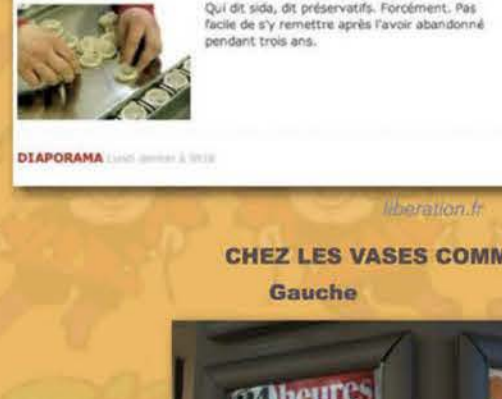 Qui dit sida, dit préservatifs. Forcément. Pas
facile de s'y remettre après l'avoir abandonné
pendant trois ans.
DIAPORAMA
liberation.fr
CHEZ LES VASES COMM
Gauche
24heures